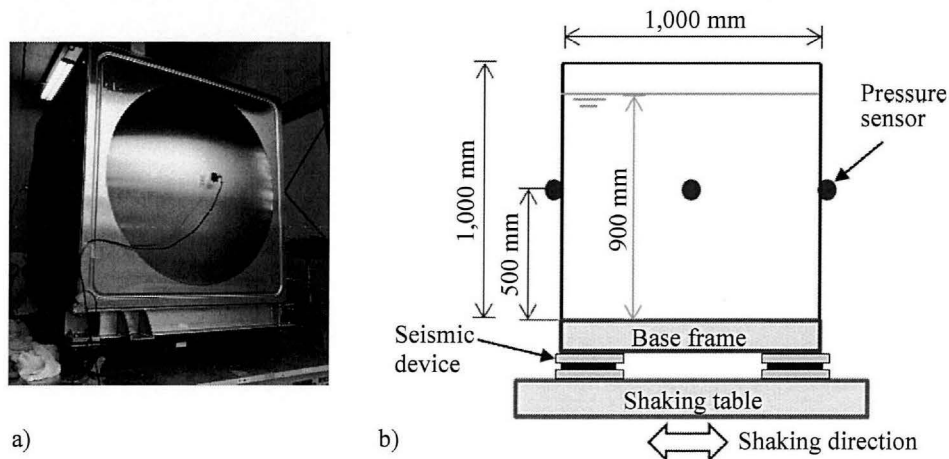 1,000 mm
Pressure
sensor
1,000 mm
500 mm
900 mm
Seismic
device
Base frame
Shaking table
Shaking direction
a)
b)